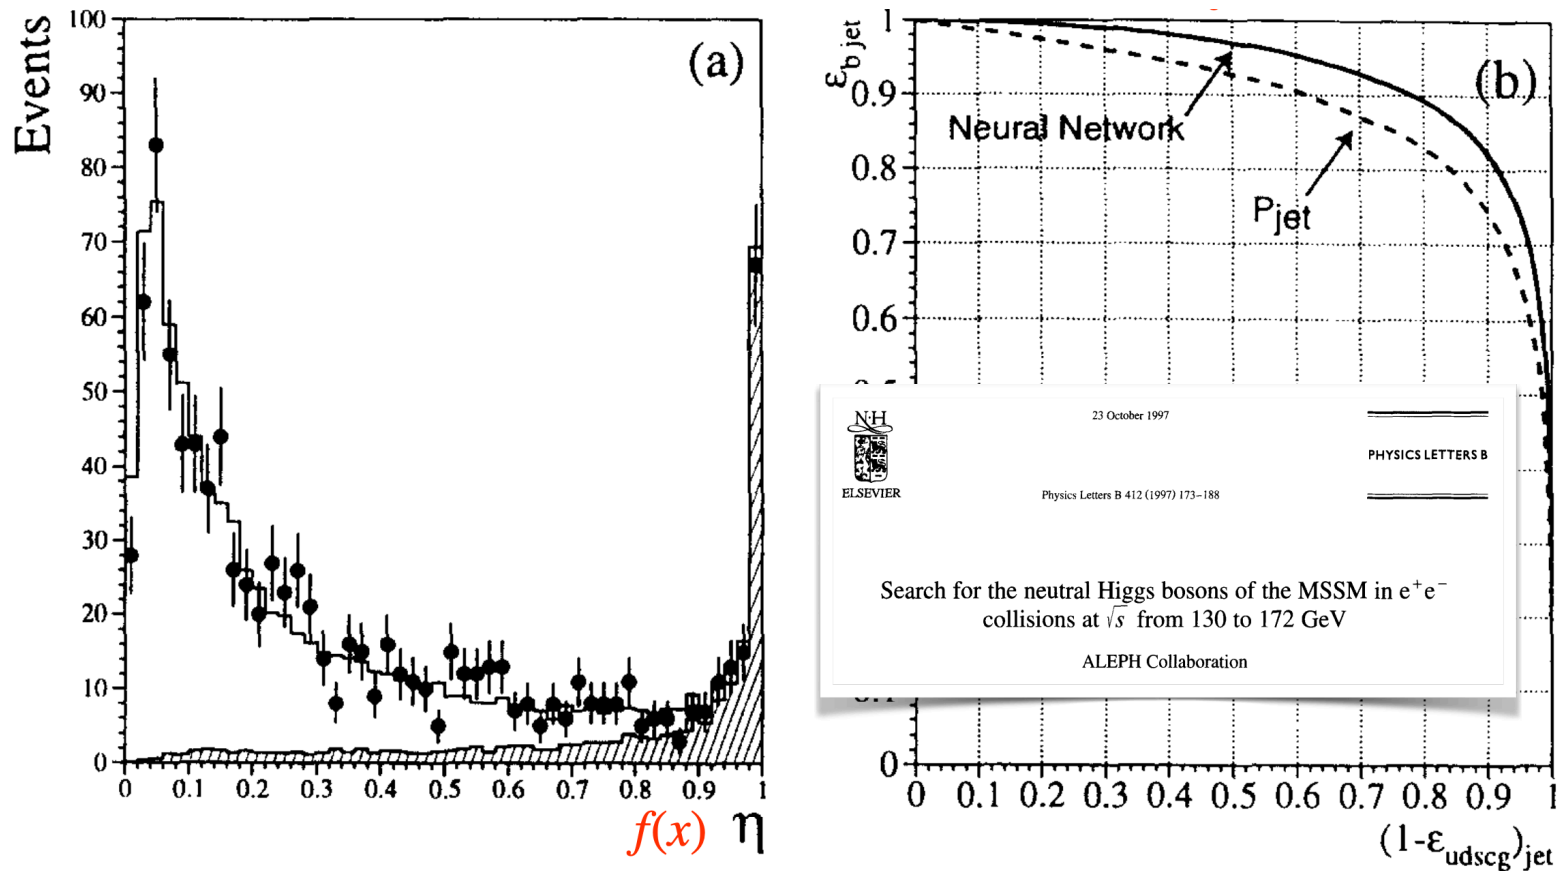 Events
(a)
100
90
80
70
60
50
40
30
20
10
0
0 0.1 0.2 0.3 0.4 0.5 0.6 0.7 0.8 0.9 1
f(x) η
ε_b jet
(b)
1
0.9
0.8
0.7
0.6
0
Neural Network
Pjet
0 0.1 0.2 0.3 0.4 0.5 0.6 0.7 0.8 0.9 1
(1-ε_udscg)_jet
N·H
ELSEVIER
23 October 1997
PHYSICS LETTERS B
Physics Letters B 412 (1997) 173–188
Search for the neutral Higgs bosons of the MSSM in e⁺e⁻
collisions at √s from 130 to 172 GeV
ALEPH Collaboration